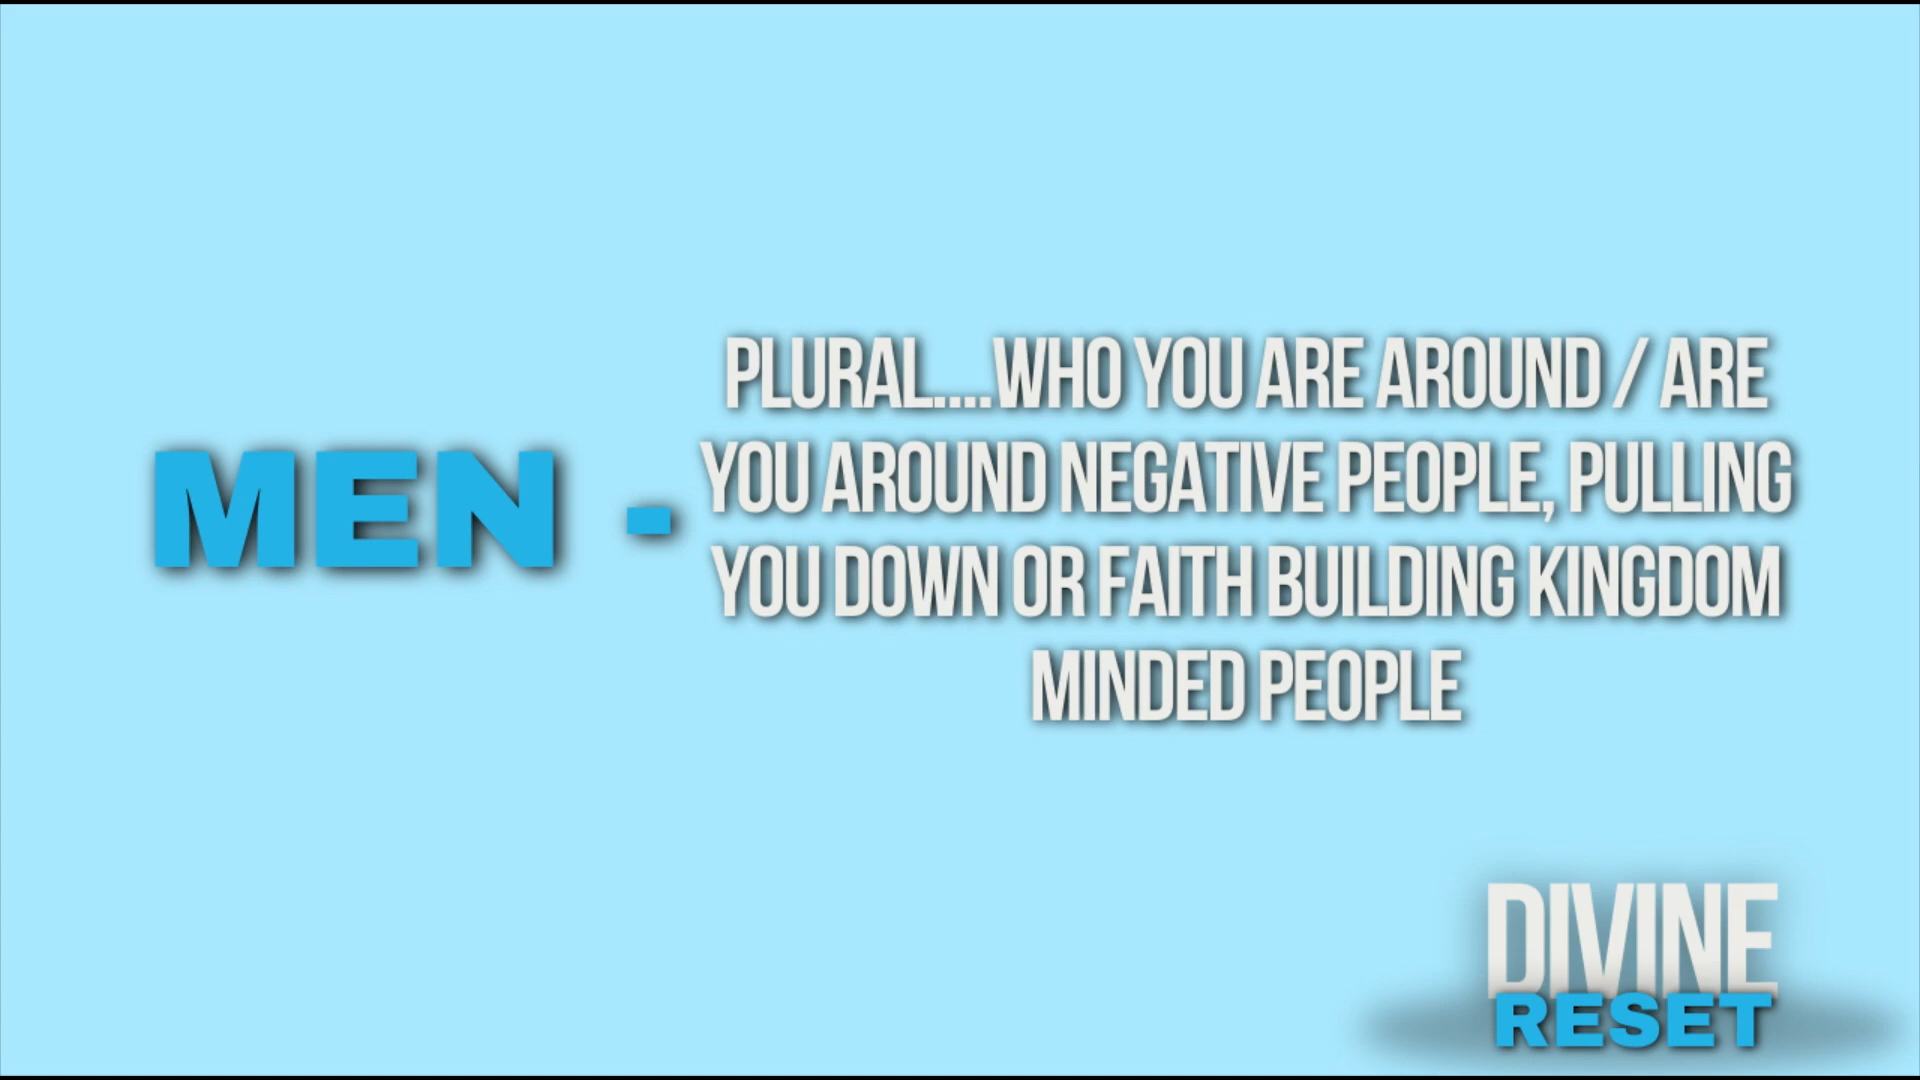 MEN -
PLURAL....WHO YOU ARE AROUND / ARE
YOU AROUND NEGATIVE PEOPLE, PULLING
YOU DOWN OR FAITH BUILDING KINGDOM
MINDED PEOPLE
DIVINE
RESET